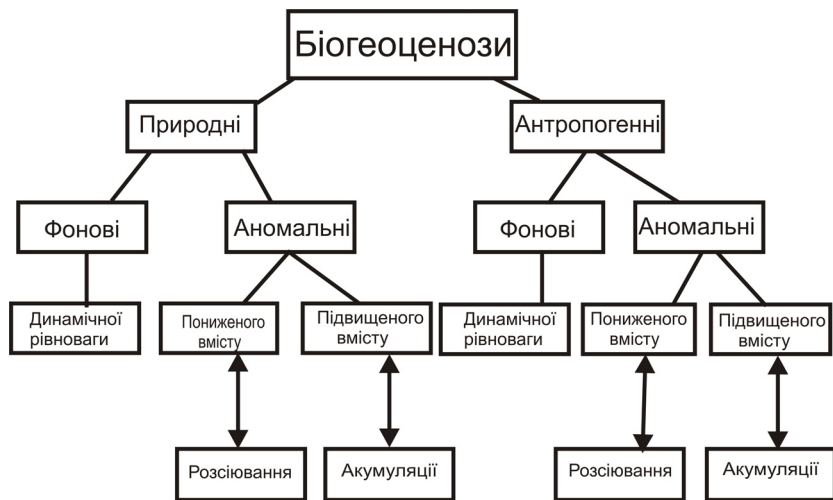 Біогеоценози
Природні
Антропогенні
Фонові
Аномальні
Фонові
Аномальні
Динамічної
рівноваги
Пониженого
вмісту
Підвищеного
вмісту
Динамічної
рівноваги
Пониженого
вмісту
Підвищеного
вмісту
Розсіювання
Акумуляції
Розсіювання
Акумуляції